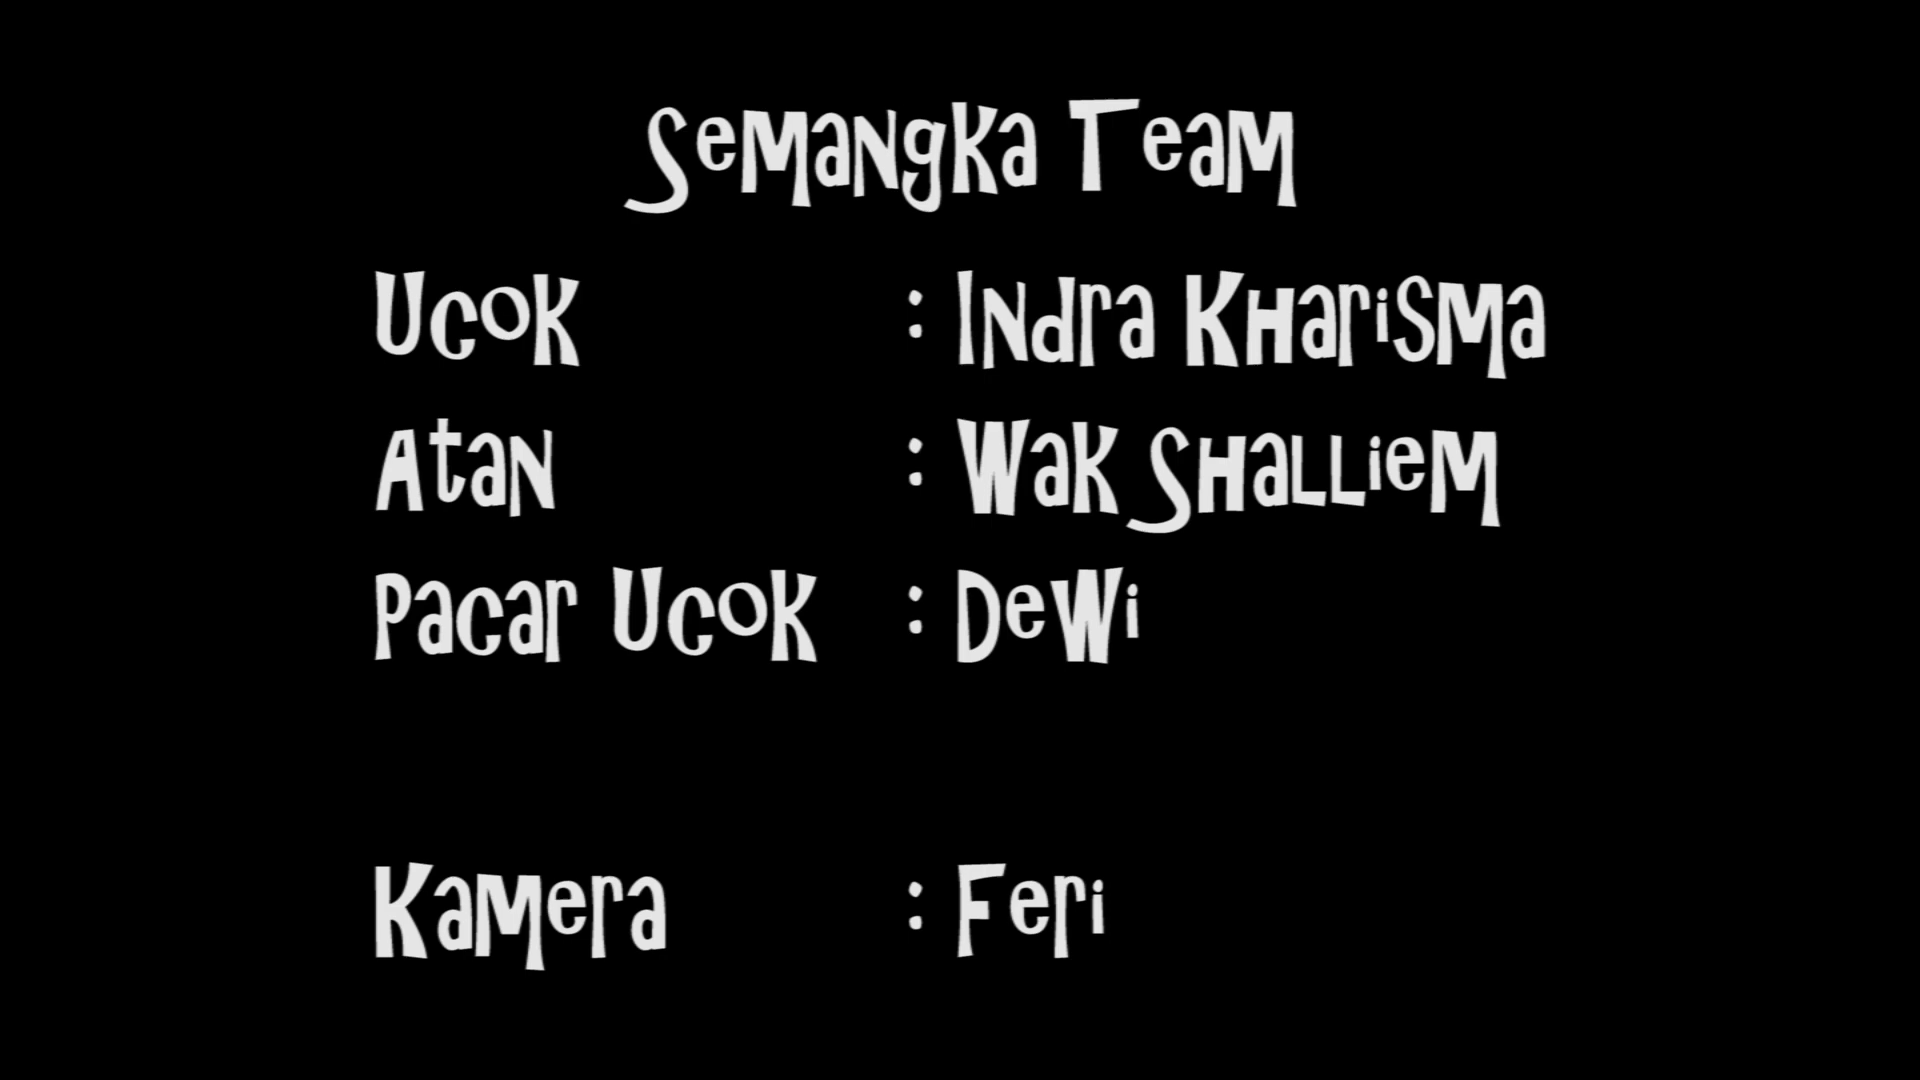 Semangka Team
Ucok : Indra Kharisma
Atan : Wak Shalliem
Pacar Ucok : Dewi
Kamera : Feri